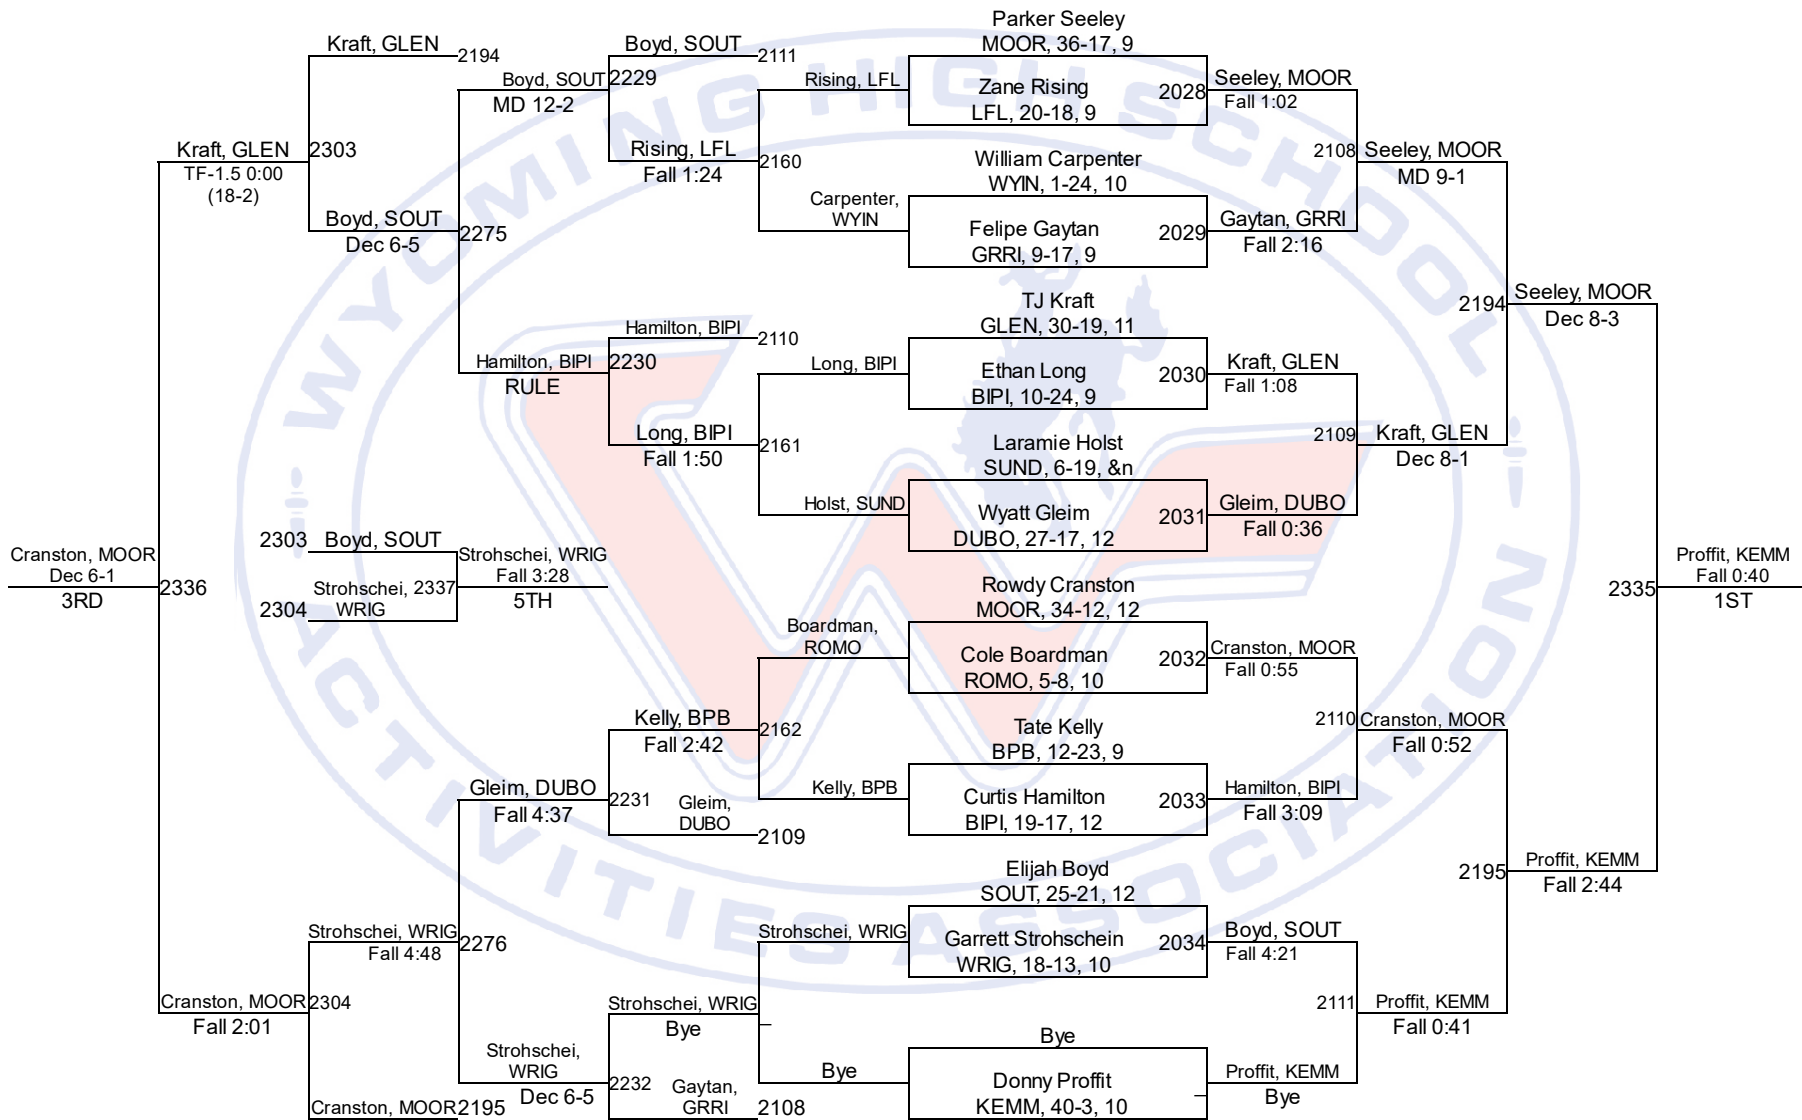 WYOMING HIGH SCHOOL
ACTIVITIES ASSOCIATION
Cranston, MOOR
Dec 6-1
3RD
2336
Kraft, GLEN
TF-1.5 0:00
(18-2)
Cranston, MOOR
Fall 2:01
Kraft, GLEN
2194
2303
Boyd, SOUT
Dec 6-5
2303
Boyd, SOUT
Strohschei,
WRIG
2304
2337
Strohschei, WRIG
Fall 3:28
5TH
Strohschei, WRIG
Fall 4:48
2304
Cranston, MOOR
2195
Boyd, SOUT
MD 12-2
2275
Hamilton, BIPI
RULE
Gleim, DUBO
Fall 4:37
2276
Strohschei,
WRIG
Dec 6-5
Boyd, SOUT
2111
2229
Rising, LFL
Fall 1:24
Hamilton, BIPI
2110
2230
Long, BIPI
Fall 1:50
Kelly, BPB
Fall 2:42
2231
Gleim,
DUBO
2109
Strohschei, WRIG
Bye
2232
Gaytan,
GRRI
2108
Rising, LFL
2160
Carpenter,
WYIN
Long, BIPI
2161
Holst, SUND
Boardman,
ROMO
2162
Kelly, BPB
Strohschei, WRIG
–
Bye
Parker Seeley
MOOR, 36-17, 9
Zane Rising
LFL, 20-18, 9
2028
William Carpenter
WYIN, 1-24, 10
Felipe Gaytan
GRRI, 9-17, 9
2029
TJ Kraft
GLEN, 30-19, 11
Ethan Long
BIPI, 10-24, 9
2030
Laramie Holst
SUND, 6-19, &n
Wyatt Gleim
DUBO, 27-17, 12
2031
Rowdy Cranston
MOOR, 34-12, 12
Cole Boardman
ROMO, 5-8, 10
2032
Tate Kelly
BPB, 12-23, 9
Curtis Hamilton
BIPI, 19-17, 12
2033
Elijah Boyd
SOUT, 25-21, 12
Garrett Strohschein
WRIG, 18-13, 10
2034
Bye
Donny Proffit
KEMM, 40-3, 10
–
Seeley, MOOR
Fall 1:02
2108
Gaytan, GRRI
Fall 2:16
Kraft, GLEN
Fall 1:08
2109
Gleim, DUBO
Fall 0:36
Cranston, MOOR
Fall 0:55
2110
Hamilton, BIPI
Fall 3:09
Boyd, SOUT
Fall 4:21
2111
Proffit, KEMM
Bye
Seeley, MOOR
MD 9-1
2194
Kraft, GLEN
Dec 8-1
Cranston, MOOR
Fall 0:52
2195
Proffit, KEMM
Fall 0:41
Seeley, MOOR
Dec 8-3
2335
Proffit, KEMM
Fall 2:44
Proffit, KEMM
Fall 0:40
1ST